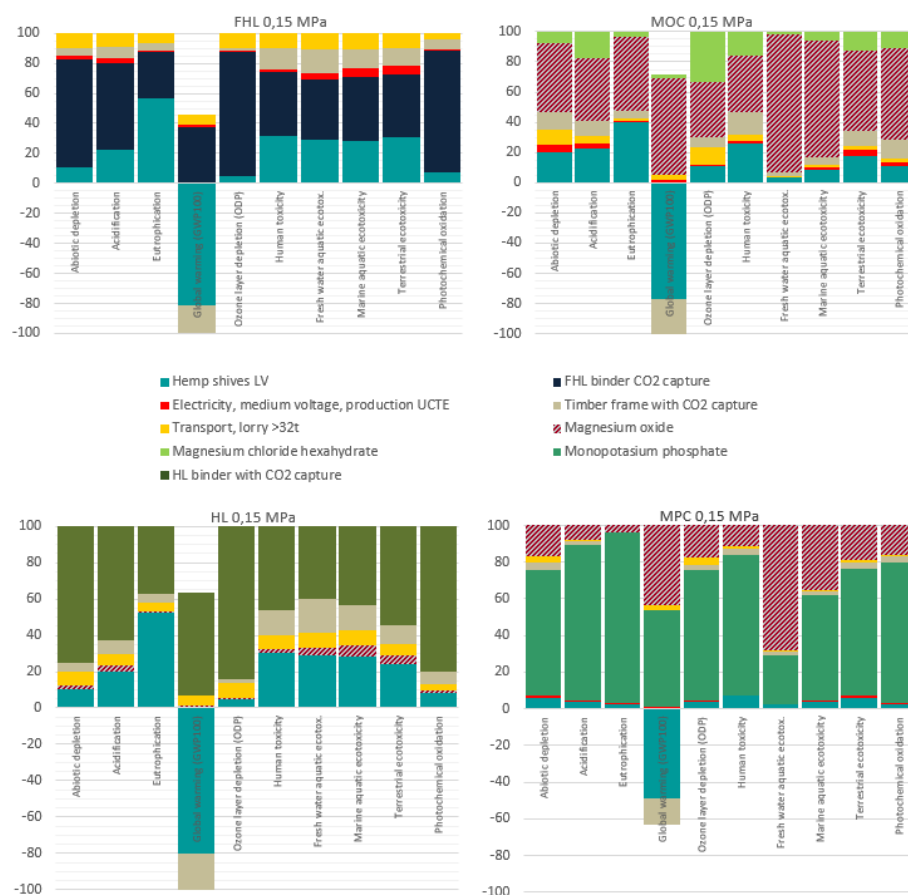 FHL 0,15 MPa
100
80
60
40
20
0
-20
-40
-60
-80
-100
Abiotic depletion
Acidification
Eutrophication
Global warming (GWP100)
Ozone layer depletion (ODP)
Human toxicity
Fresh water aquatic ecotox.
Marine aquatic ecotoxicity
Terrestrial ecotoxicity
Photochemical oxidation
MOC 0,15 MPa
100
80
60
40
20
0
-20
-40
-60
-80
-100
Abiotic depletion
Acidification
Eutrophication
Global warming (GWP100)
Ozone layer depletion (ODP)
Human toxicity
Fresh water aquatic ecotox.
Marine aquatic ecotoxicity
Terrestrial ecotoxicity
Photochemical oxidation
Hemp shives LV
FHL binder CO2 capture
Electricity, medium voltage, production UCTE
Timber frame with CO2 capture
Transport, lorry >32t
Magnesium oxide
Magnesium chloride hexahydrate
Monopotasium phosphate
HL binder with CO2 capture
HL 0,15 MPa
100
80
60
40
20
0
-20
-40
-60
-80
-100
Abiotic depletion
Acidification
Eutrophication
Global warming (GWP100)
Ozone layer depletion (ODP)
Human toxicity
Fresh water aquatic ecotox.
Marine aquatic ecotoxicity
Terrestrial ecotoxicity
Photochemical oxidation
MPC 0,15 MPa
100
80
60
40
20
0
-20
-40
-60
-80
-100
Abiotic depletion
Acidification
Eutrophication
Global warming (GWP100)
Ozone layer depletion (ODP)
Human toxicity
Fresh water aquatic ecotox.
Marine aquatic ecotoxicity
Terrestrial ecotoxicity
Photochemical oxidation